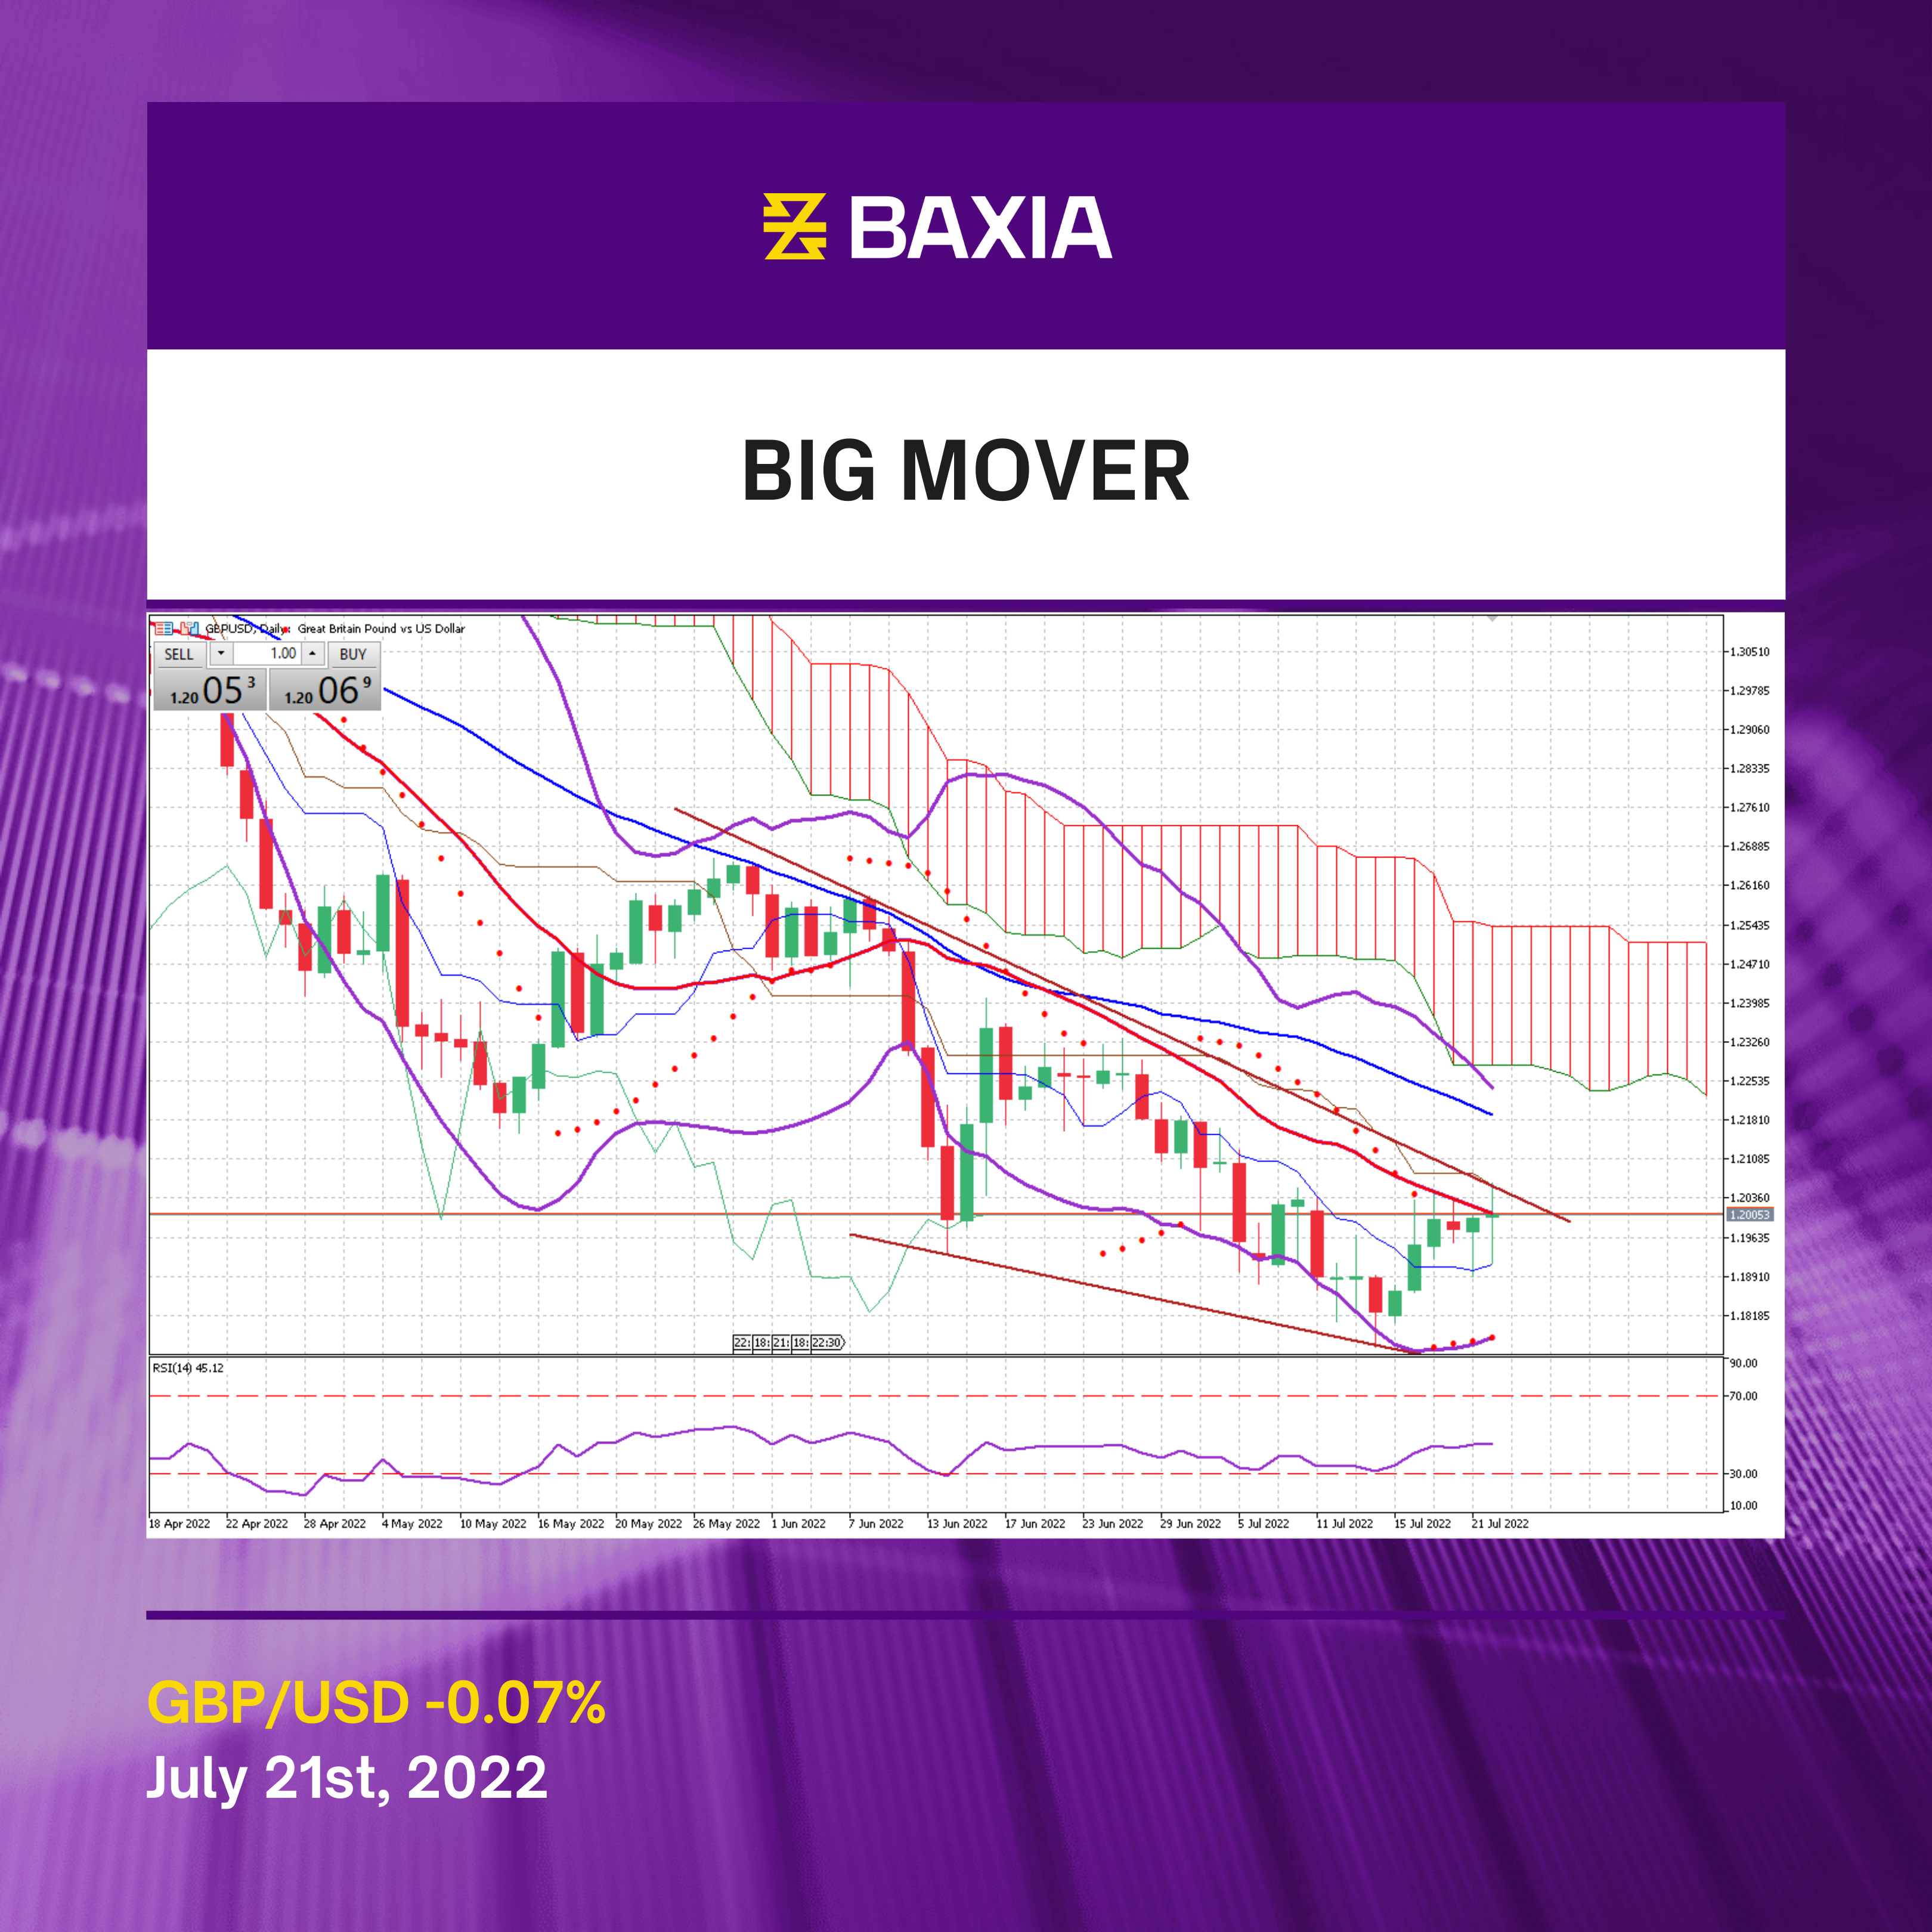 BAXIA
BIG MOVER
GBPUSD, Daily: Great Britain Pound vs US Dollar
SELL 1.00 BUY
1.20 05 3 1.20 06 9
1.30510
1.29785
1.29060
1.28335
1.27610
1.26885
1.26160
1.25435
1.24710
1.23985
1.23260
1.22535
1.21810
1.21085
1.20360
1.20053
1.19635
1.18910
1.18185
22: 18: 21: 18: 22:30
RSI(14) 45.12
90.00
70.00
30.00
10.00
18 Apr 2022 22 Apr 2022 28 Apr 2022 4 May 2022 10 May 2022 16 May 2022 20 May 2022 26 May 2022 1 Jun 2022 7 Jun 2022 13 Jun 2022 17 Jun 2022 23 Jun 2022 29 Jun 2022 5 Jul 2022 11 Jul 2022 15 Jul 2022 21 Jul 2022
GBP/USD -0.07%
July 21st, 2022